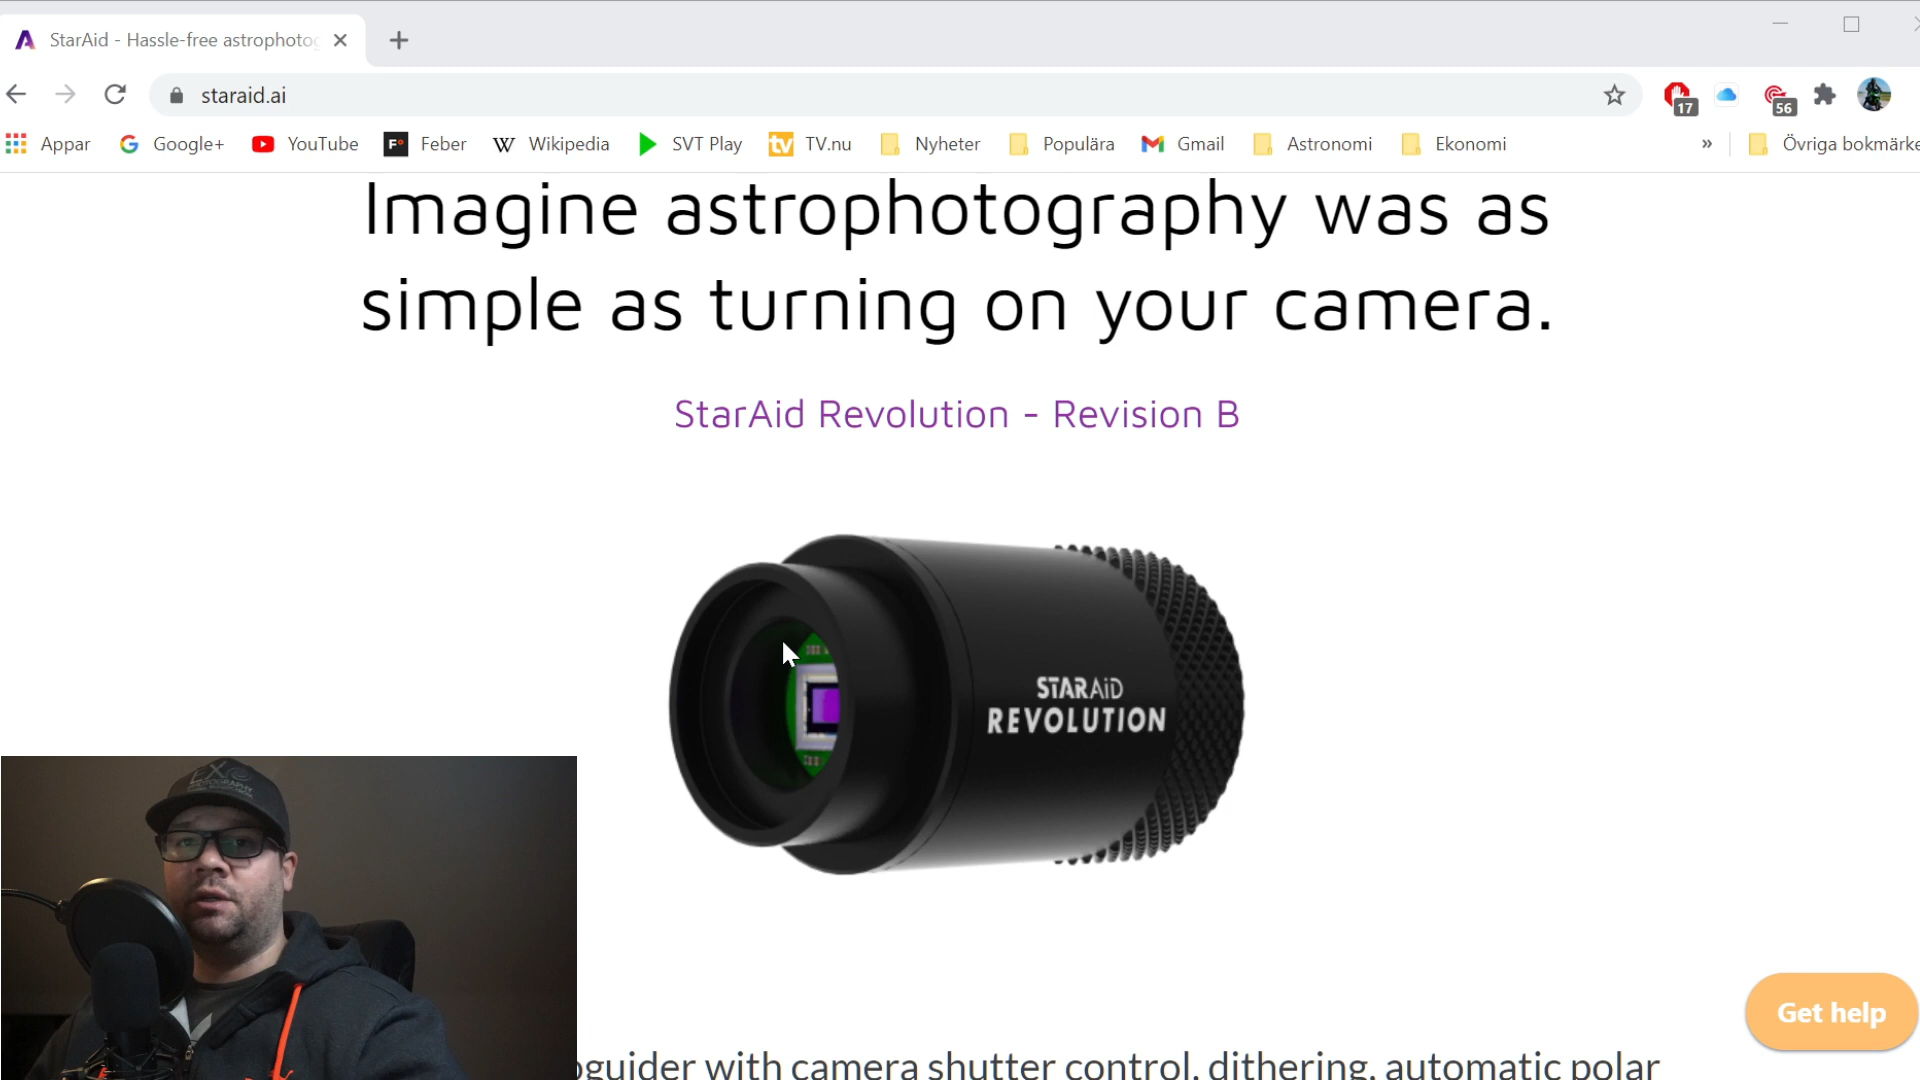 StarAid - Hassle-free astrophotog
staraid.ai
17
56
Appar
Google+
YouTube
F
Feber
W
Wikipedia
SVT Play
tv
TV.nu
Nyheter
Populära
Gmail
Astronomi
Ekonomi
»
Övriga bokmärke
Imagine astrophotography was as
simple as turning on your camera.
StarAid Revolution - Revision B
STARAiD
REVOLUTION
Get help
oguider with camera shutter control, dithering, automatic polar